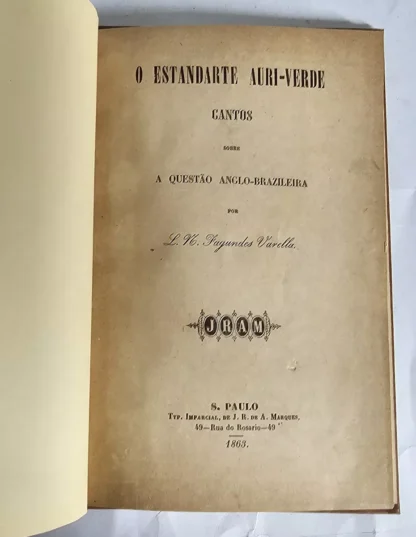 O ESTANDARTE AURI-VERDE
CANTOS
SOBRE
A QUESTÃO ANGLO-BRAZILEIRA
POR
L. N. Fagundes Varella.
JRAM
S. PAULO
Typ. Imparcial, de J. R. de A. Marques.
49—Rua do Rosario—49
1863.